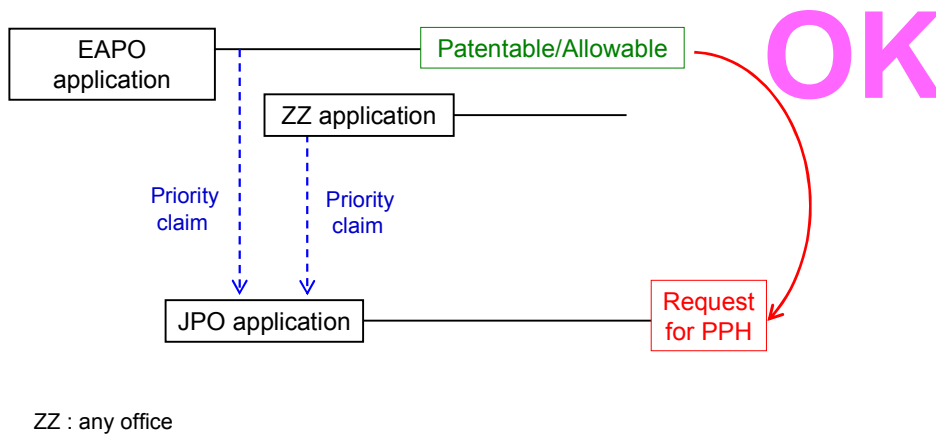 OK
EAPO
application
Patentable/Allowable
ZZ application
Priority
claim
Priority
claim
JPO application
Request
for PPH
ZZ : any office